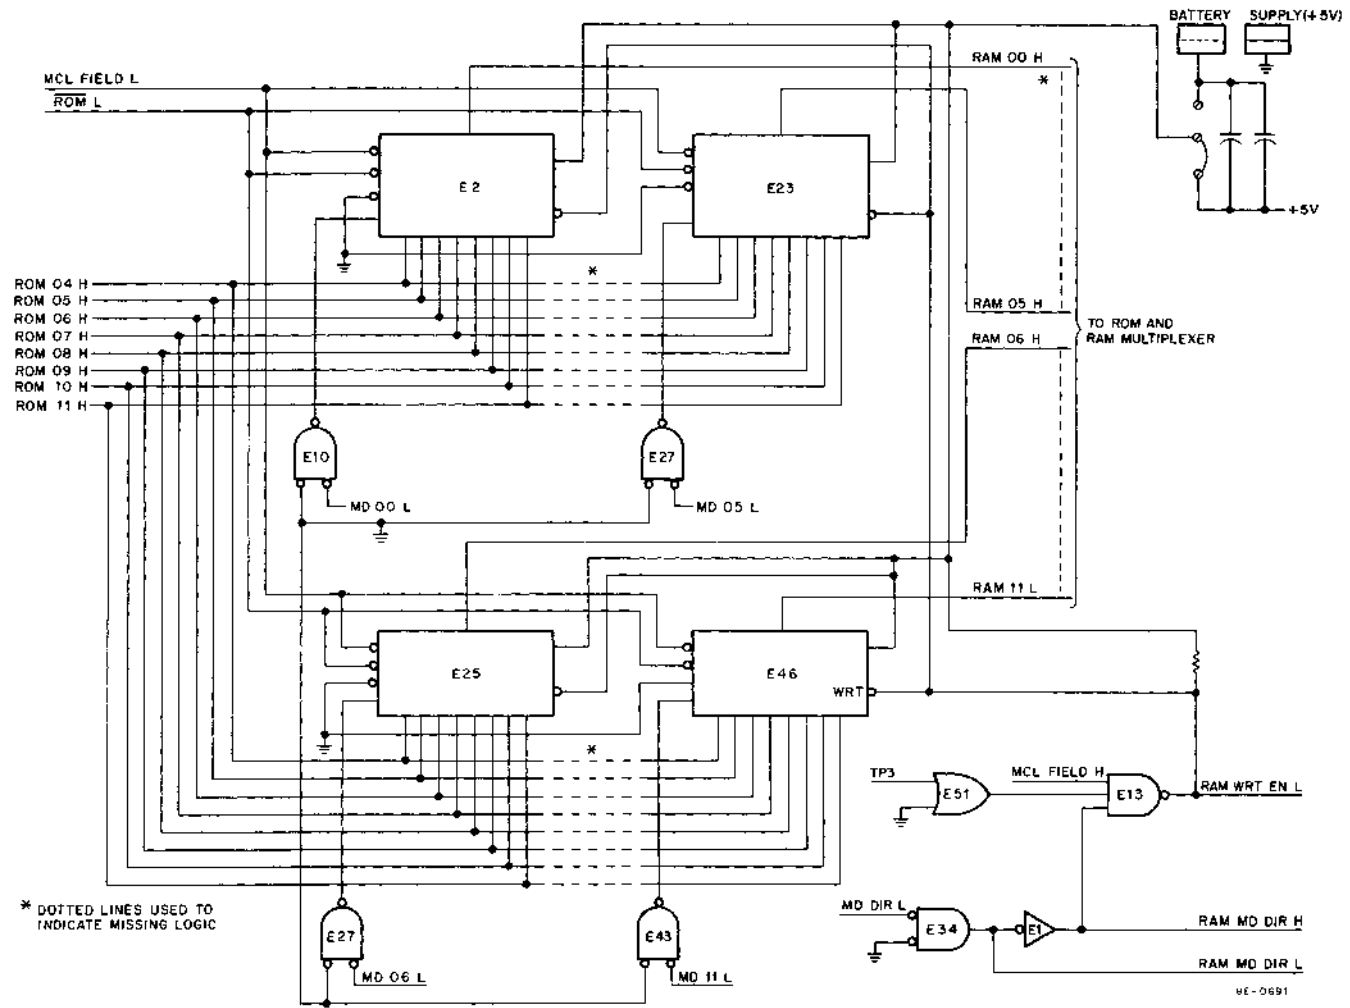 BATTERY SUPPLY(+5V)
RAM 00 H
*
MCL FIELD L
ROM L
E2
E23
+5V
*
ROM 04 H
ROM 05 H
ROM 06 H
ROM 07 H
ROM 08 H
ROM 09 H
ROM 10 H
ROM 11 H
RAM 05 H
RAM 06 H
TO ROM AND
RAM MULTIPLEXER
E10
E27
MD 00 L
MD 05 L
RAM 11 L
E25
E46
WRT
*
TP3
E51
MCL FIELD H
E13
RAM WRT EN L
* DOTTED LINES USED TO
INDICATE MISSING LOGIC
E27
E43
MD 06 L
MD 11 L
MD DIR L
E34
E1
RAM MD DIR H
RAM MD DIR L
8E-0691